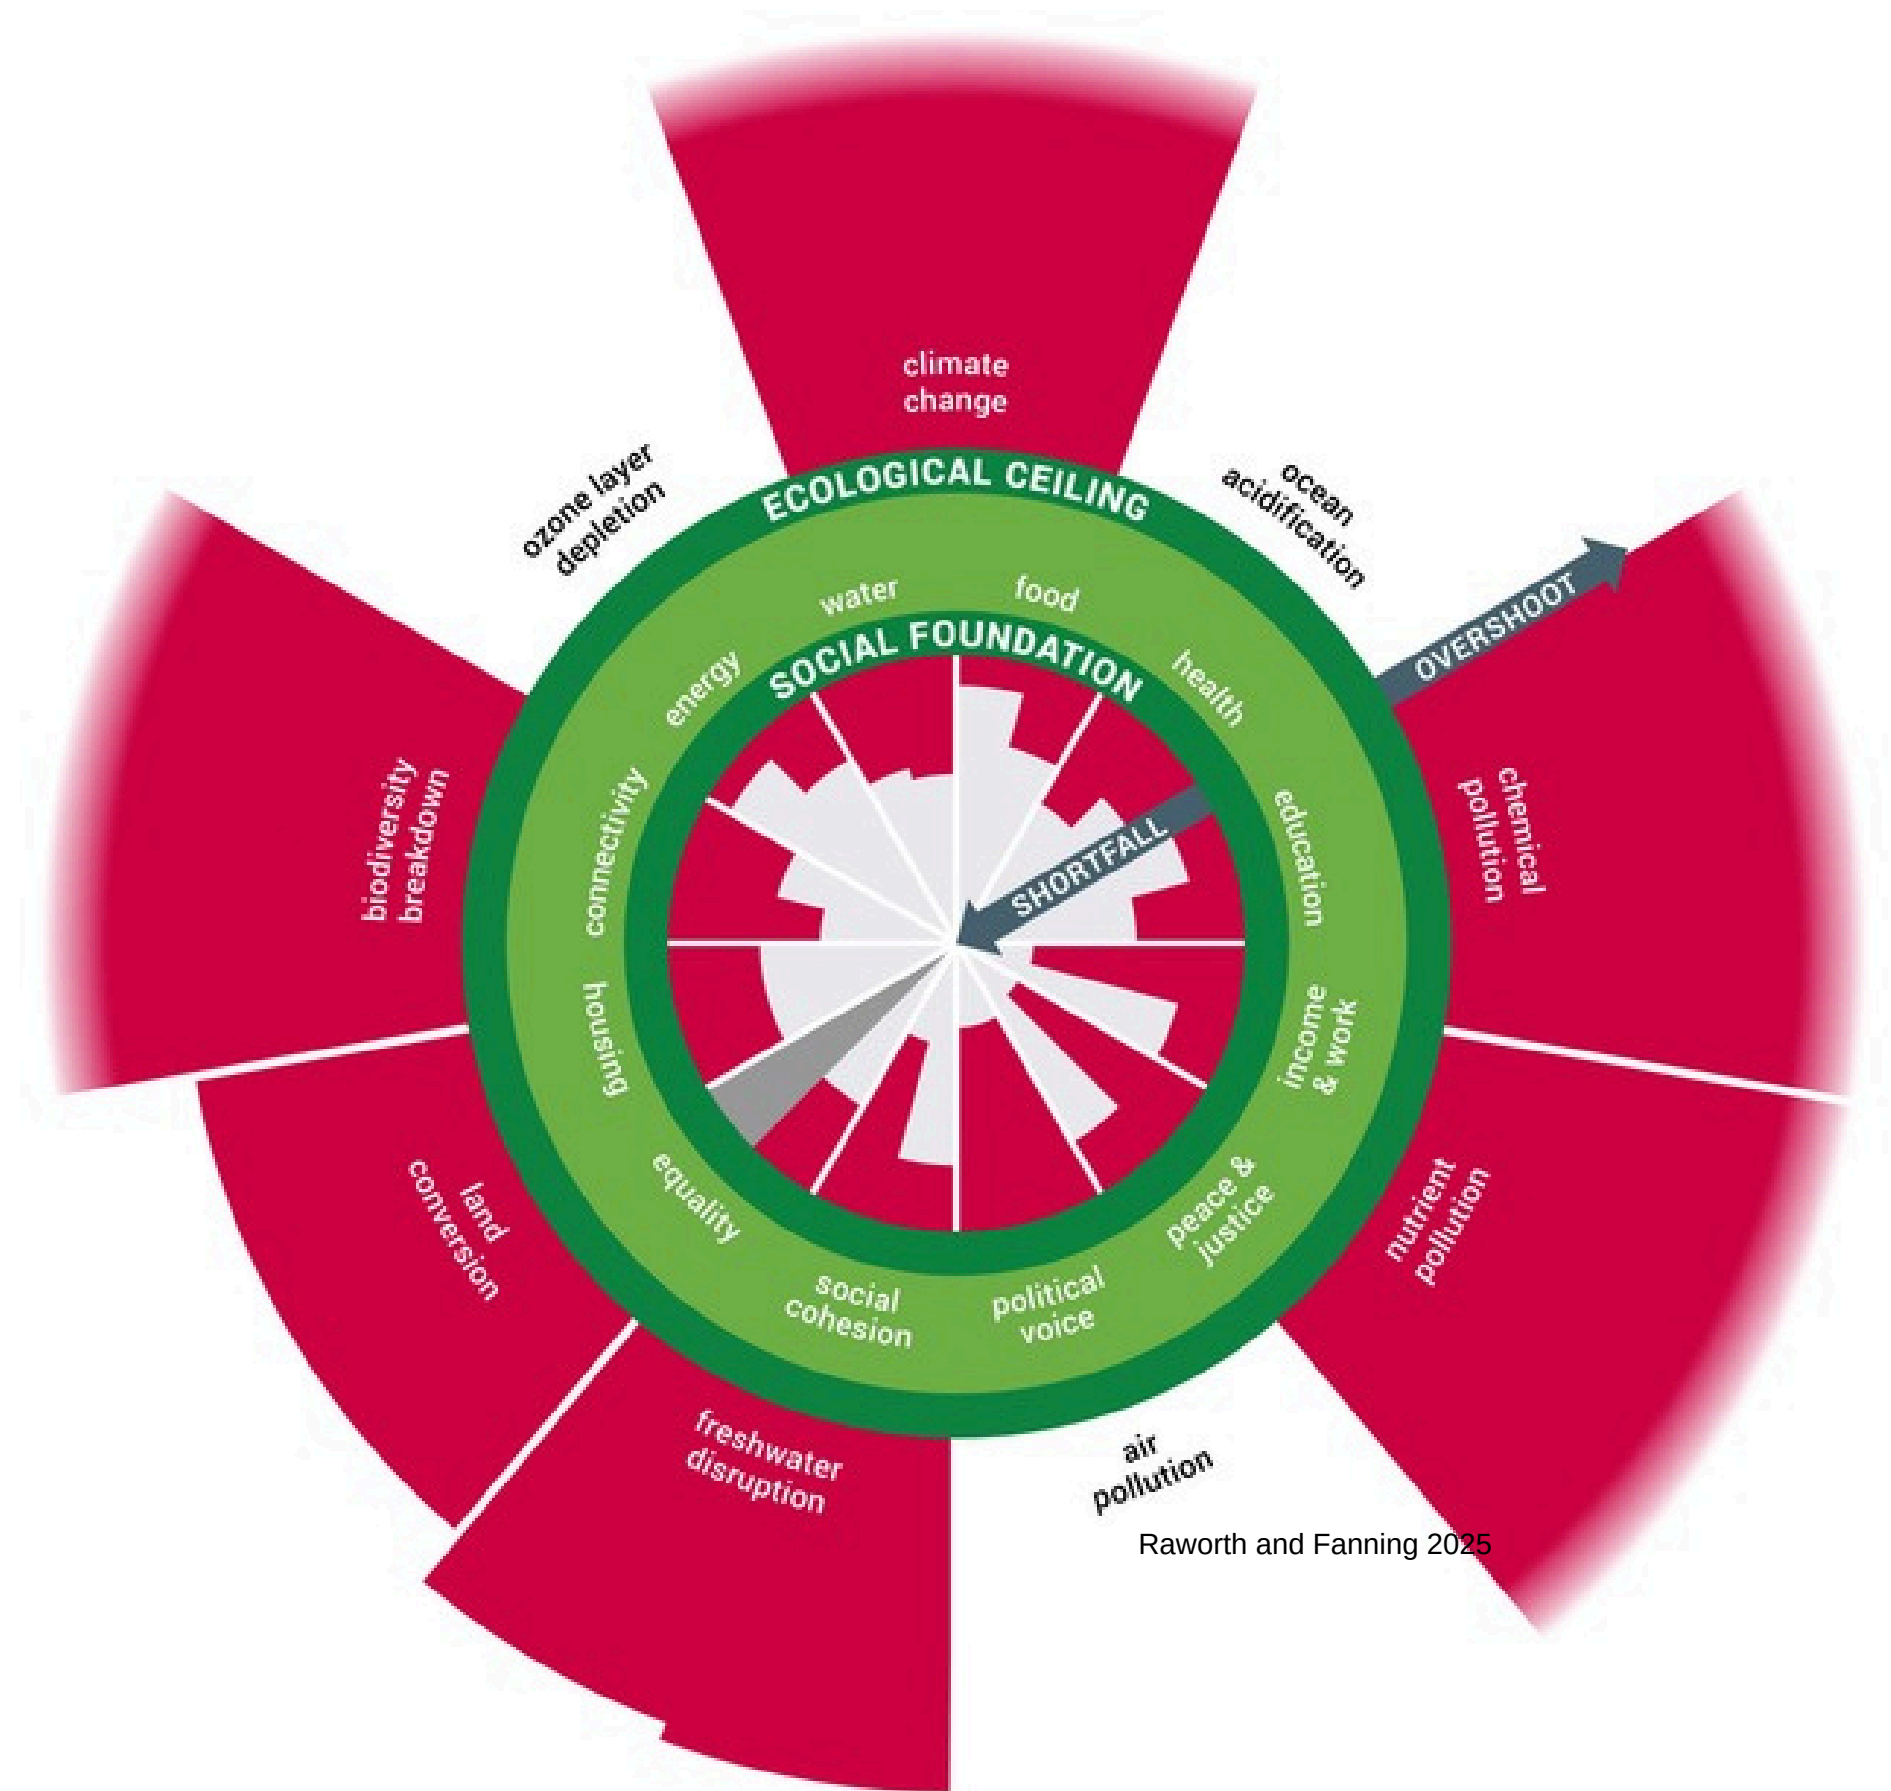 climate
change
ozone layer
depletion
ocean
acidification
ECOLOGICAL CEILING
OVERSHOOT
water
food
SOCIAL FOUNDATION
energy
health
connectivity
education
biodiversity
breakdown
chemical
pollution
SHORTFALL
housing
income
& work
land
conversion
equality
peace &
justice
nutrient
pollution
social
cohesion
political
voice
freshwater
disruption
air
pollution
Raworth and Fanning 2025